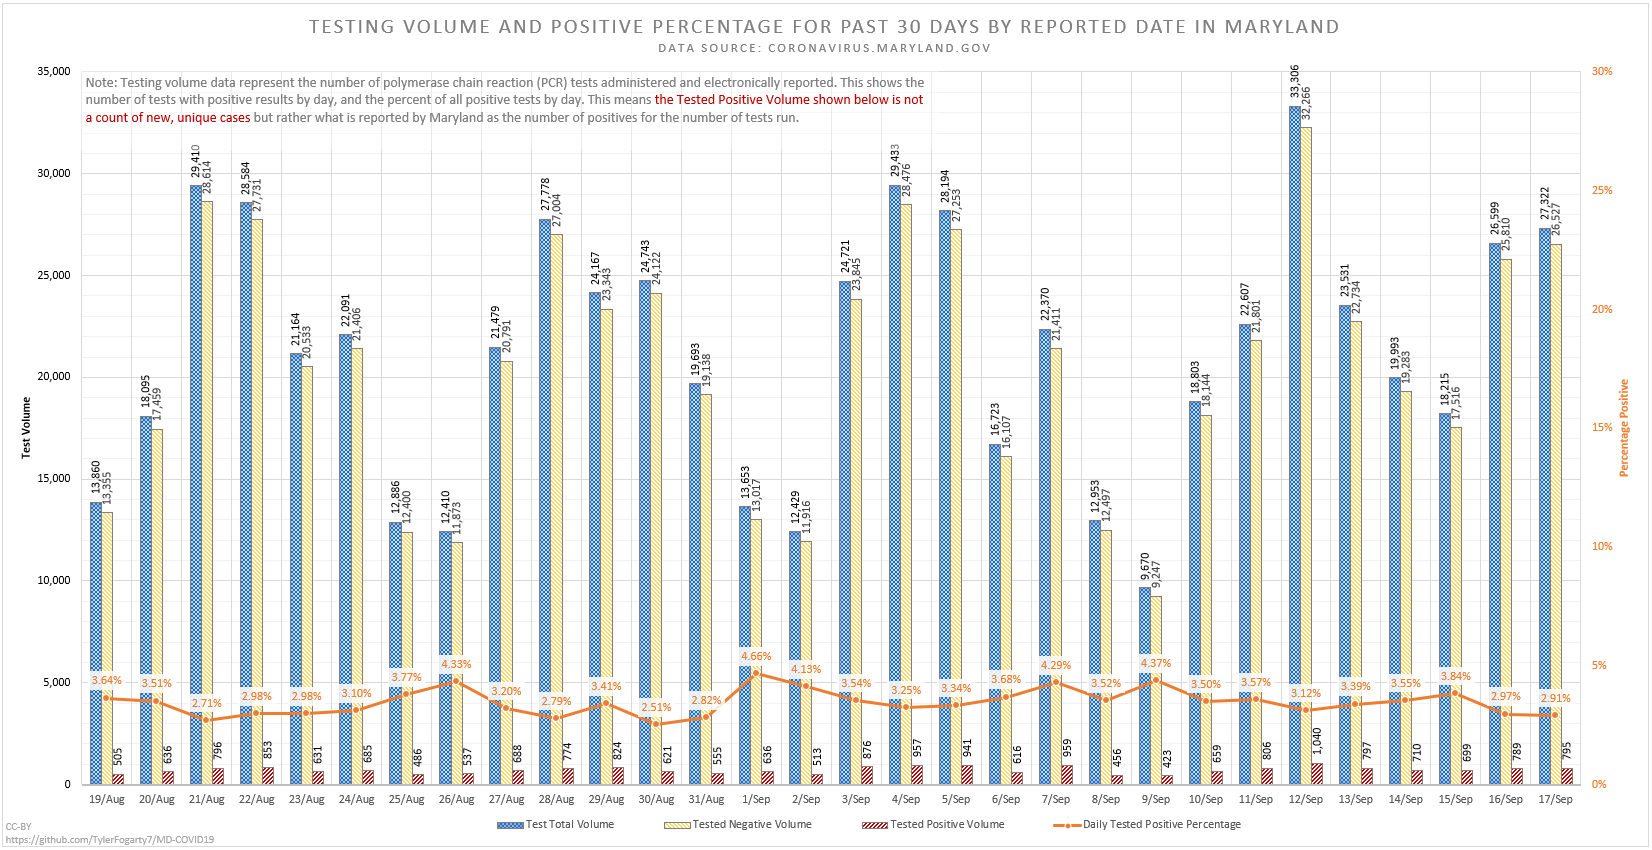 TESTING VOLUME AND POSITIVE PERCENTAGE FOR PAST 30 DAYS BY REPORTED DATE IN MARYLAND
DATA SOURCE: CORONAVIRUS.MARYLAND.GOV
Note: Testing volume data represent the number of polymerase chain reaction (PCR) tests administered and electronically reported. This shows the
number of tests with positive results by day, and the percent of all positive tests by day. This means the Tested Positive Volume shown below is not
a count of new, unique cases but rather what is reported by Maryland as the number of positives for the number of tests run.
Test Volume
35,000
30,000
25,000
20,000
15,000
10,000
5,000
0
Percentage Positive
30%
25%
20%
15%
10%
5%
0%
13,860 13,355 3.64% 505 19/Aug
18,095 17,459 3.51% 636 20/Aug
29,410 28,614 2.71% 796 21/Aug
28,584 27,731 2.98% 853 22/Aug
21,164 20,533 2.98% 631 23/Aug
22,091 21,406 3.10% 685 24/Aug
12,886 12,400 3.77% 486 25/Aug
12,410 11,873 4.33% 537 26/Aug
21,479 20,791 3.20% 688 27/Aug
27,778 27,004 2.79% 774 28/Aug
24,167 23,343 3.41% 824 29/Aug
24,743 24,122 2.51% 621 30/Aug
19,693 19,138 2.82% 555 31/Aug
13,653 13,017 4.66% 636 1/Sep
12,429 11,916 4.13% 513 2/Sep
24,721 23,845 3.54% 876 3/Sep
29,433 28,476 3.25% 957 4/Sep
28,194 27,253 3.34% 941 5/Sep
16,723 16,107 3.68% 616 6/Sep
22,370 21,411 4.29% 959 7/Sep
12,953 12,497 3.52% 456 8/Sep
9,670 9,247 4.37% 423 9/Sep
18,803 18,144 3.50% 659 10/Sep
22,607 21,801 3.57% 806 11/Sep
33,306 32,266 3.12% 1,040 12/Sep
23,531 22,734 3.39% 797 13/Sep
19,993 19,283 3.55% 710 14/Sep
18,215 17,516 3.84% 699 15/Sep
26,599 25,810 2.97% 789 16/Sep
27,322 26,527 2.91% 795 17/Sep
Test Total Volume
Tested Negative Volume
Tested Positive Volume
Daily Tested Positive Percentage
CC-BY
https://github.com/TylerFogarty7/MD-COVID19